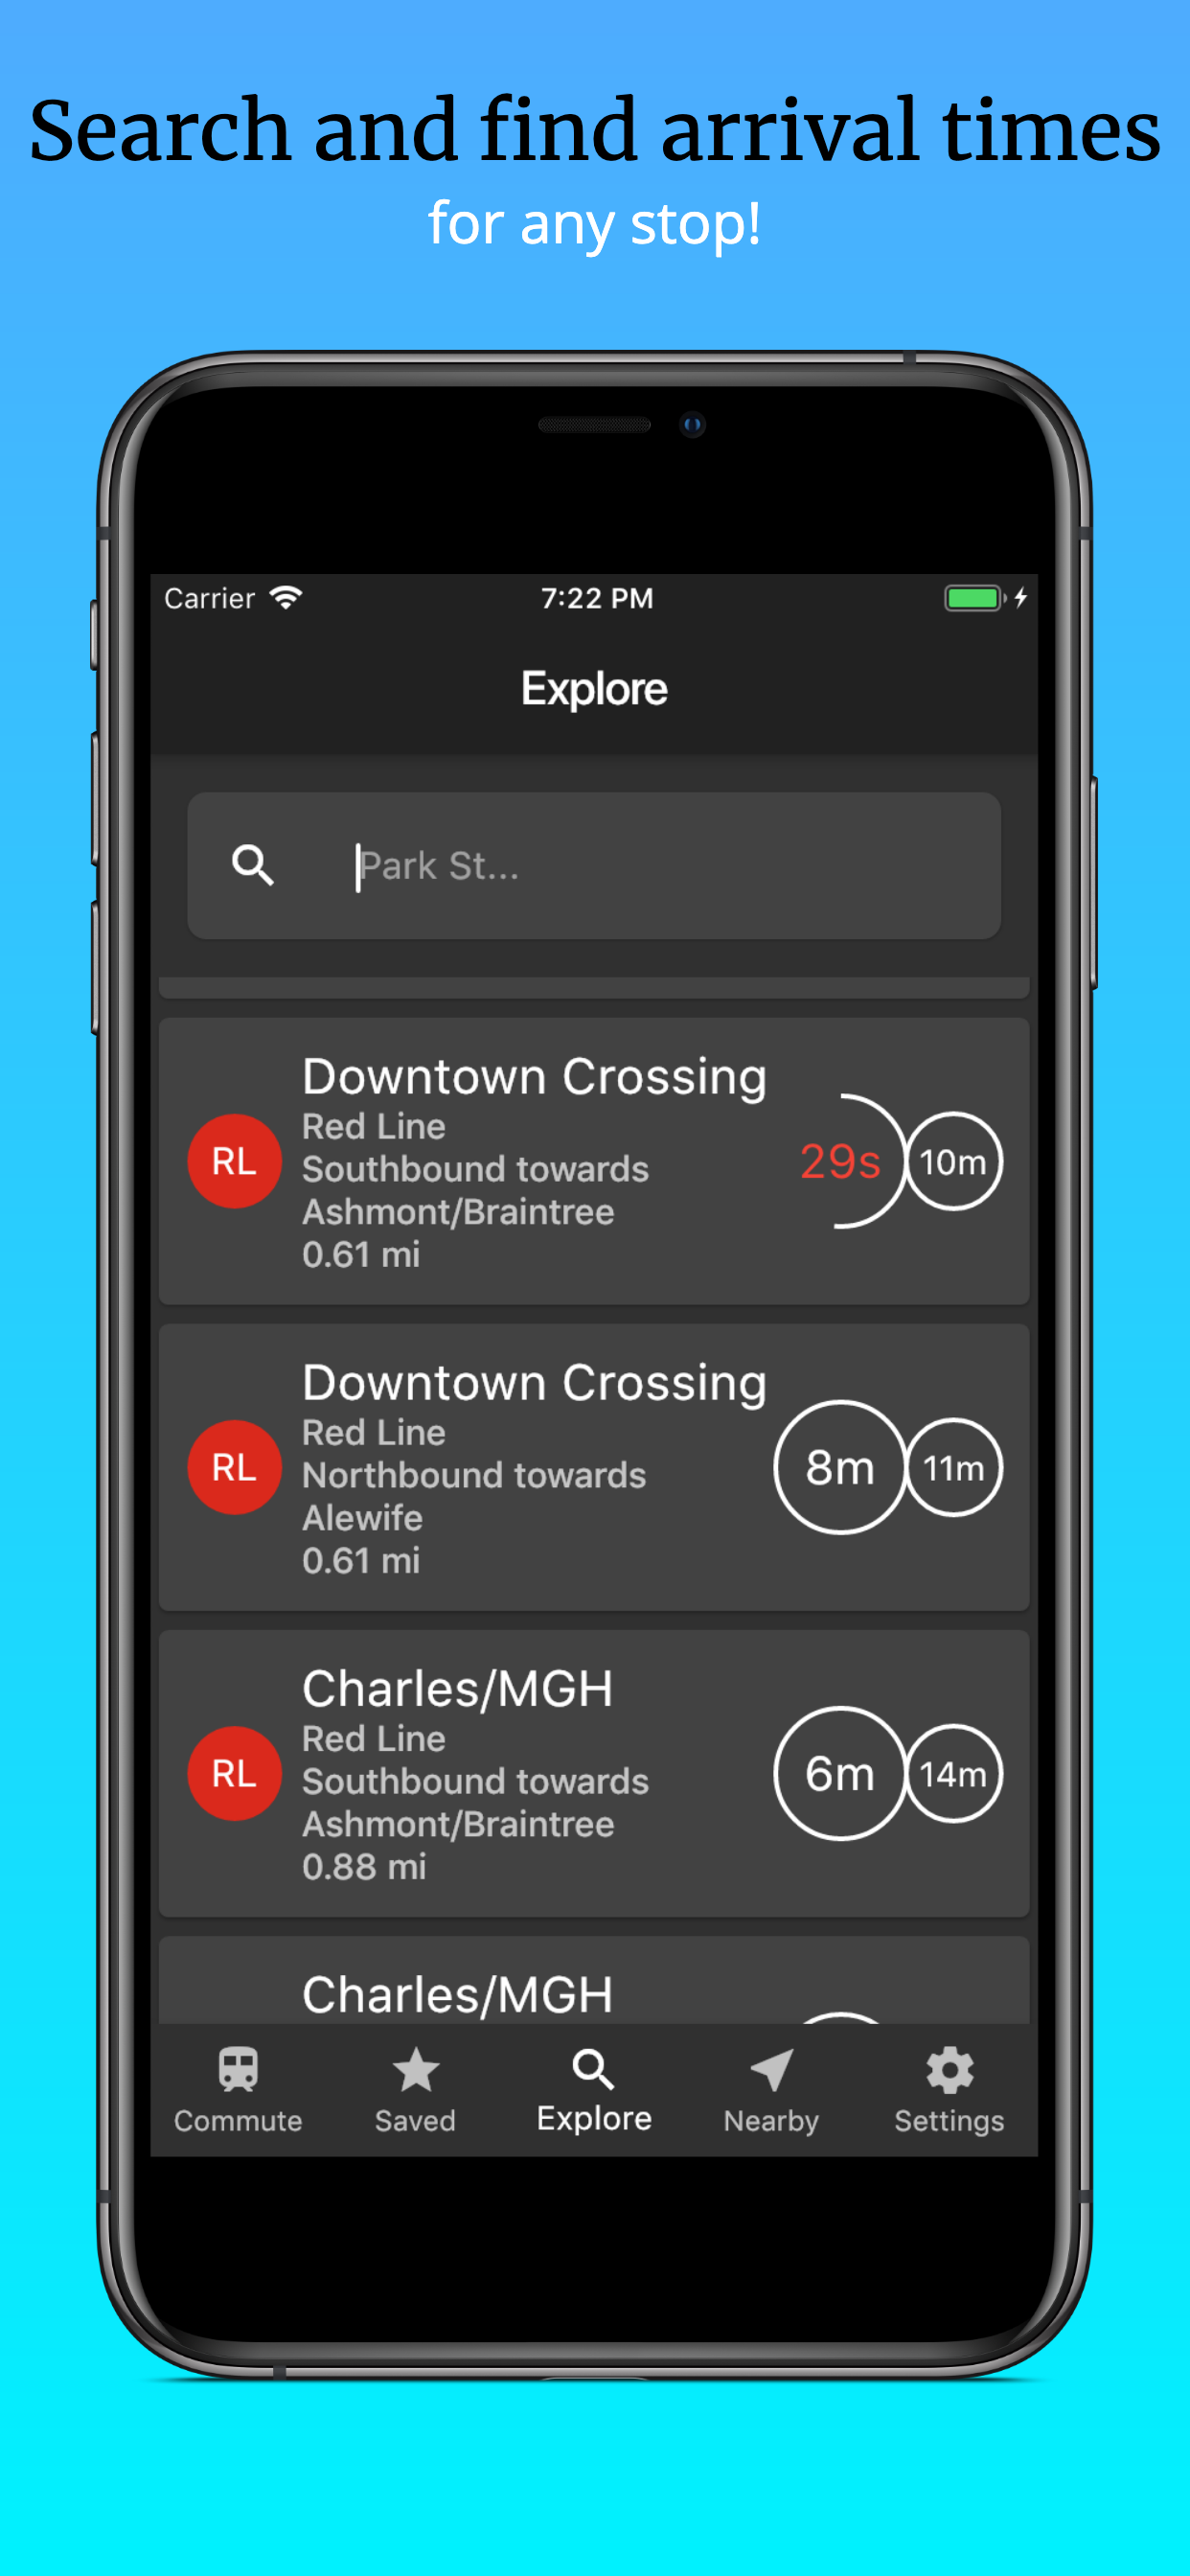 Search and find arrival times
for any stop!
Carrier 7:22 PM
Explore
Park St...
Downtown Crossing
RL
Red Line
Southbound towards
Ashmont/Braintree
0.61 mi
29s 10m
Downtown Crossing
RL
Red Line
Northbound towards
Alewife
0.61 mi
8m 11m
Charles/MGH
RL
Red Line
Southbound towards
Ashmont/Braintree
0.88 mi
6m 14m
Charles/MGH
Commute Saved Explore Nearby Settings